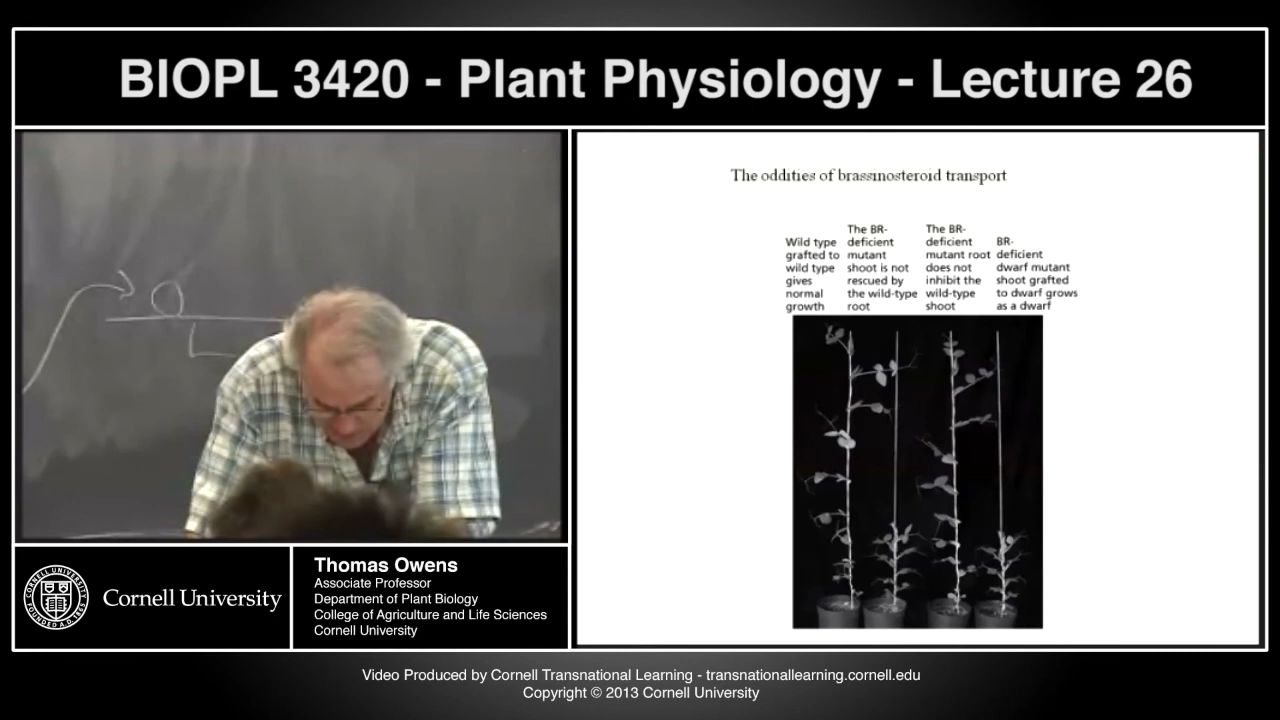 BIOPL 3420 - Plant Physiology - Lecture 26
The oddities of brassinosteroid transport
Wild type
grafted to
wild type
gives
normal
growth
The BR-
deficient
mutant
shoot is not
rescued by
the wild-type
root
The BR-
deficient
mutant root
does not
inhibit the
wild-type
shoot
BR-
deficient
dwarf mutant
shoot grafted
to dwarf grows
as a dwarf
Cornell University
Thomas Owens
Associate Professor
Department of Plant Biology
College of Agriculture and Life Sciences
Cornell University
Video Produced by Cornell Transnational Learning - transnationallearning.cornell.edu
Copyright © 2013 Cornell University